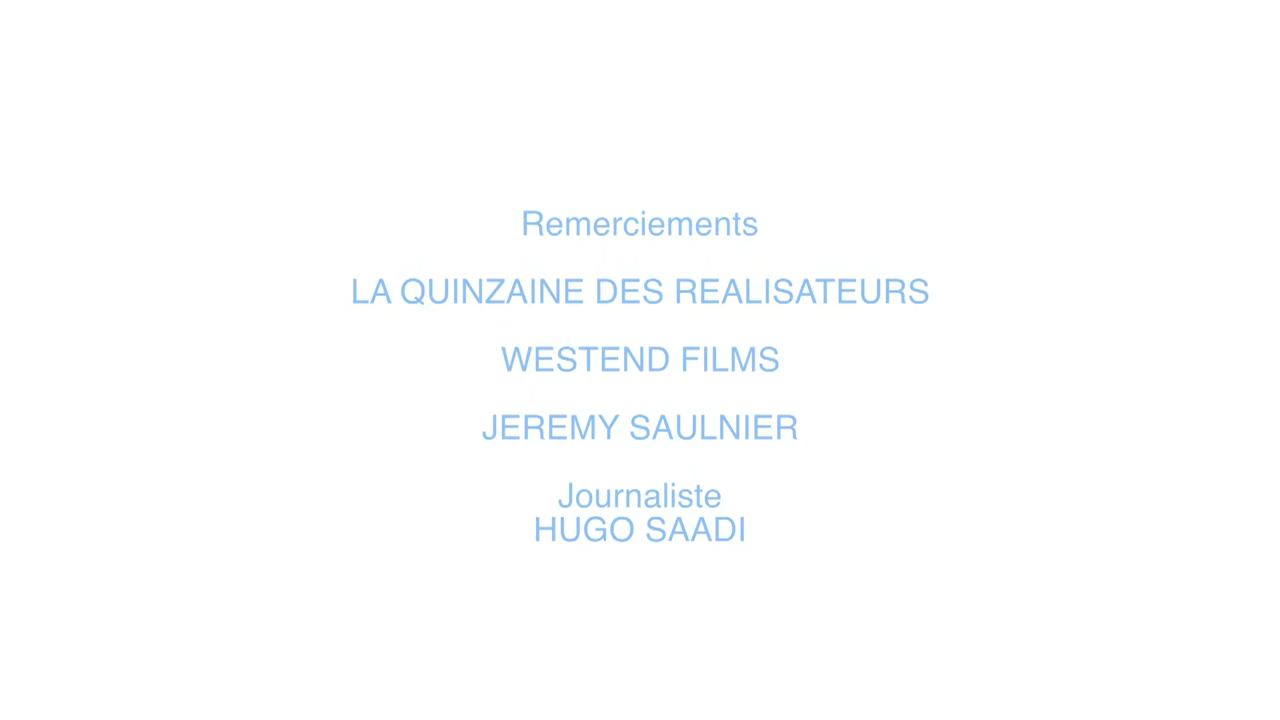 Remerciements
LA QUINZAINE DES REALISATEURS
WESTEND FILMS
JEREMY SAULNIER
Journaliste
HUGO SAADI